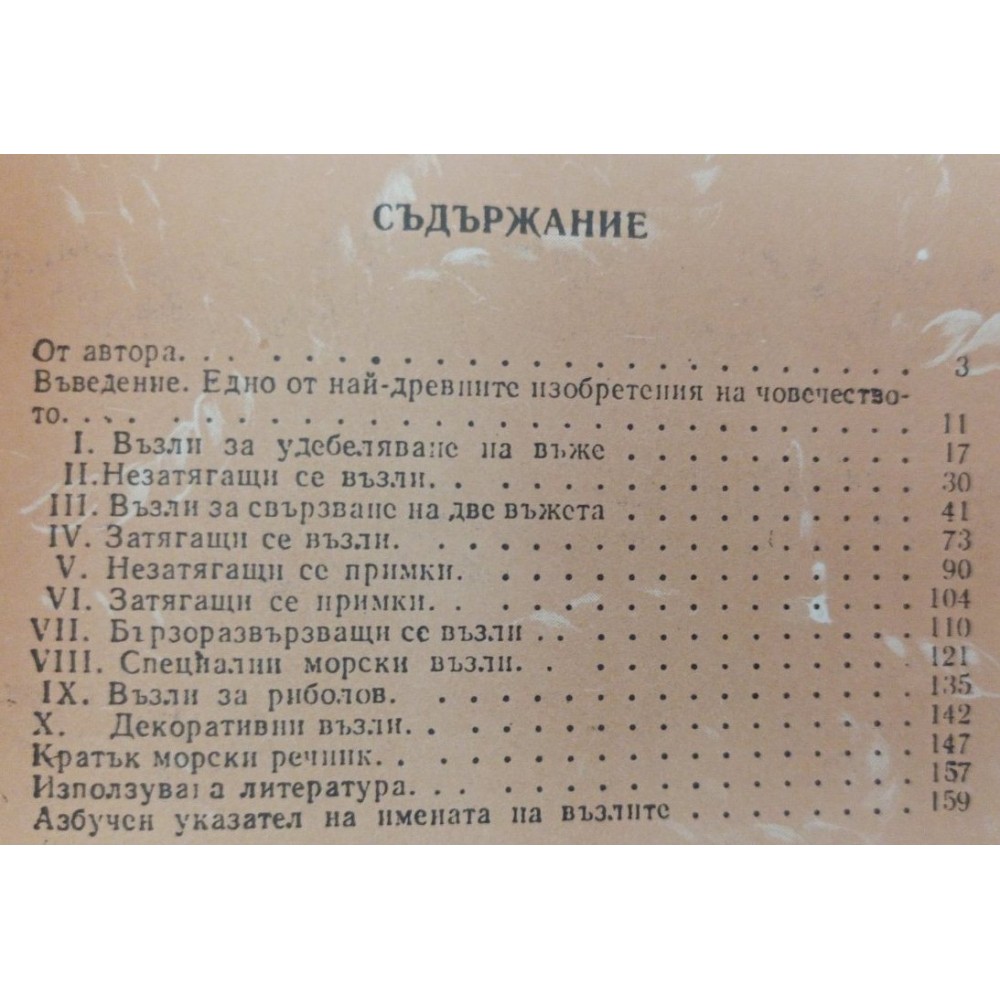 СЪДЪРЖАНИЕ
От автора. . . . . . . . . . . . . . . . . . . . 3
Въведение. Едно от най-древните изобретения на човечество-
то. . . . . . . . . . . . . . . . . . . . . . . . 11
I. Възли за удебеляване на въже . . . . . . . . . . 17
II. Незатягащи се възли. . . . . . . . . . . . . . . 30
III. Възли за свързване на две въжета . . . . . . . . . . 41
IV. Затягащи се възли. . . . . . . . . . . . . . . . 73
V. Незатягащи се примки. . . . . . . . . . . . . . . 90
VI. Затягащи се примки. . . . . . . . . . . . . . . 104
VII. Бързоразвързващи се възли . . . . . . . . . . . . 110
VIII. Специални морски възли. . . . . . . . . . . . . 121
IX. Възли за риболов. . . . . . . . . . . . . . . . 135
X. Декоративни възли. . . . . . . . . . . . . . . . 142
Кратък морски речник. . . . . . . . . . . . . . . . 147
Използувана литература. . . . . . . . . . . . . . . 157
Азбучен указател на имената на възлите . . . . . . . . 159